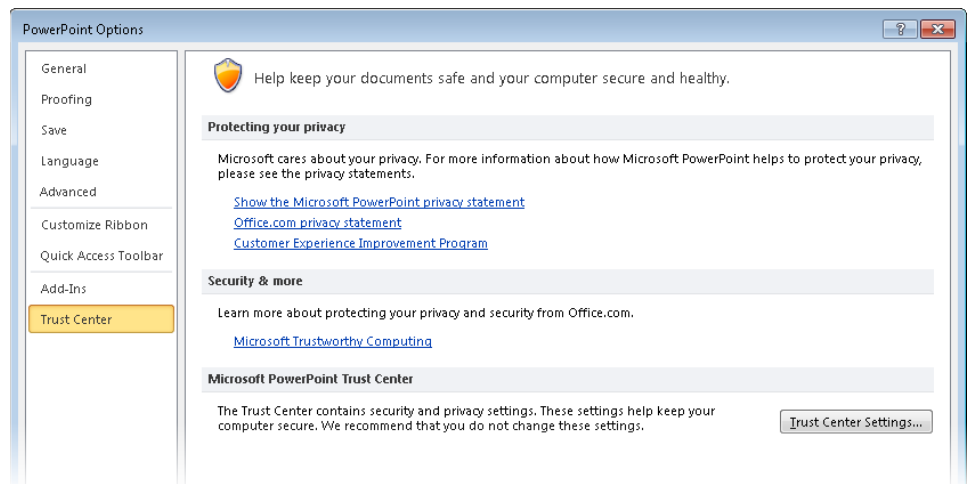 PowerPoint Options
General
Proofing
Save
Language
Advanced
Customize Ribbon
Quick Access Toolbar
Add-Ins
Trust Center
Help keep your documents safe and your computer secure and healthy.
Protecting your privacy
Microsoft cares about your privacy. For more information about how Microsoft PowerPoint helps to protect your privacy,
please see the privacy statements.
Show the Microsoft PowerPoint privacy statement
Office.com privacy statement
Customer Experience Improvement Program
Security & more
Learn more about protecting your privacy and security from Office.com.
Microsoft Trustworthy Computing
Microsoft PowerPoint Trust Center
The Trust Center contains security and privacy settings. These settings help keep your
computer secure. We recommend that you do not change these settings.
Trust Center Settings...